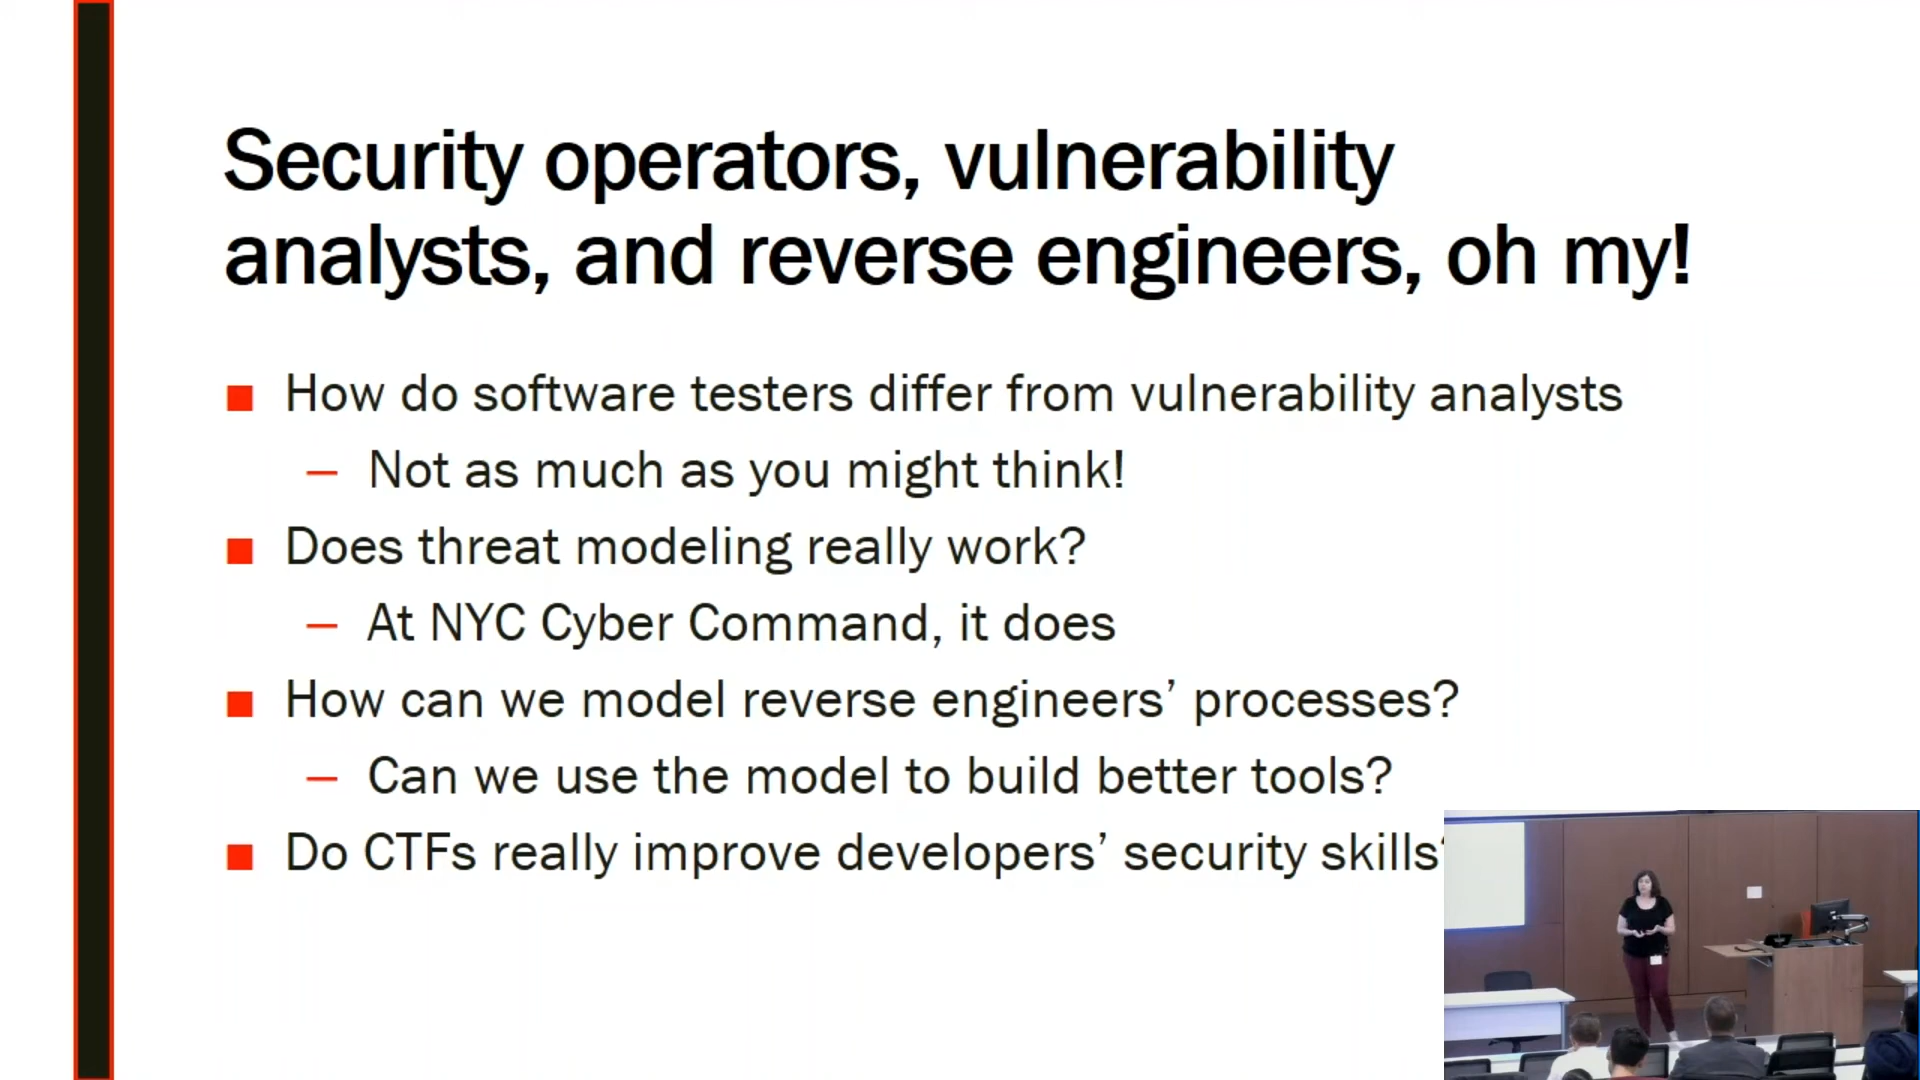 Security operators, vulnerability
analysts, and reverse engineers, oh my!
■ How do software testers differ from vulnerability analysts
– Not as much as you might think!
■ Does threat modeling really work?
– At NYC Cyber Command, it does
■ How can we model reverse engineers’ processes?
– Can we use the model to build better tools?
■ Do CTFs really improve developers’ security skills?